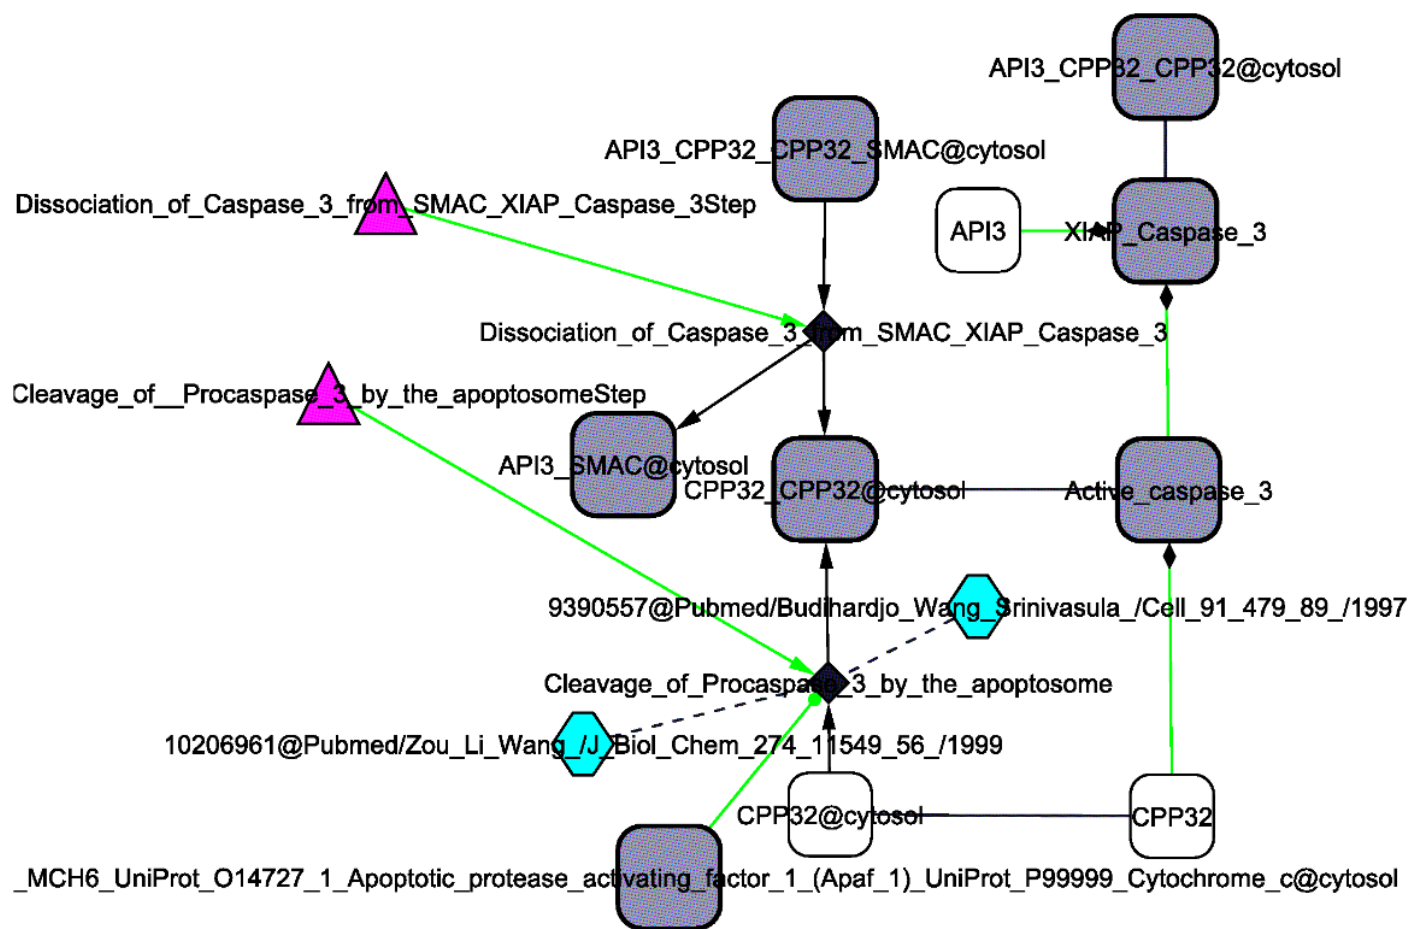 API3_CPP32_CPP32@cytosol
API3_CPP32_CPP32_SMAC@cytosol
Dissociation_of_Caspase_3_from_SMAC_XIAP_Caspase_3Step
API3
XIAP_Caspase_3
Dissociation_of_Caspase_3_from_SMAC_XIAP_Caspase_3
Cleavage_of__Procaspase_3_by_the_apoptosomeStep
API3_SMAC@cytosol
CPP32_CPP32@cytosol
Active_caspase_3
9390557@Pubmed/Budihardjo_Wang_Srinivasula_/Cell_91_479_89_/1997
Cleavage_of_Procaspase_3_by_the_apoptosome
10206961@Pubmed/Zou_Li_Wang_/J_Biol_Chem_274_11549_56_/1999
CPP32@cytosol
CPP32
_MCH6_UniProt_O14727_1_Apoptotic_protease_activating_factor_1_(Apaf_1)_UniProt_P99999_Cytochrome_c@cytosol